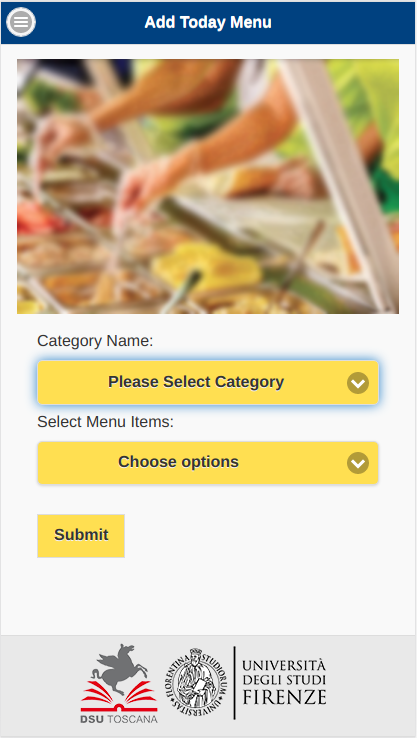 Add Today Menu
Category Name:
Please Select Category
Select Menu Items:
Choose options
Submit
DSU TOSCANA
FLORENTINA STUDIORUM UNIVERSITAS
UNIVERSITÀ
DEGLI STUDI
FIRENZE